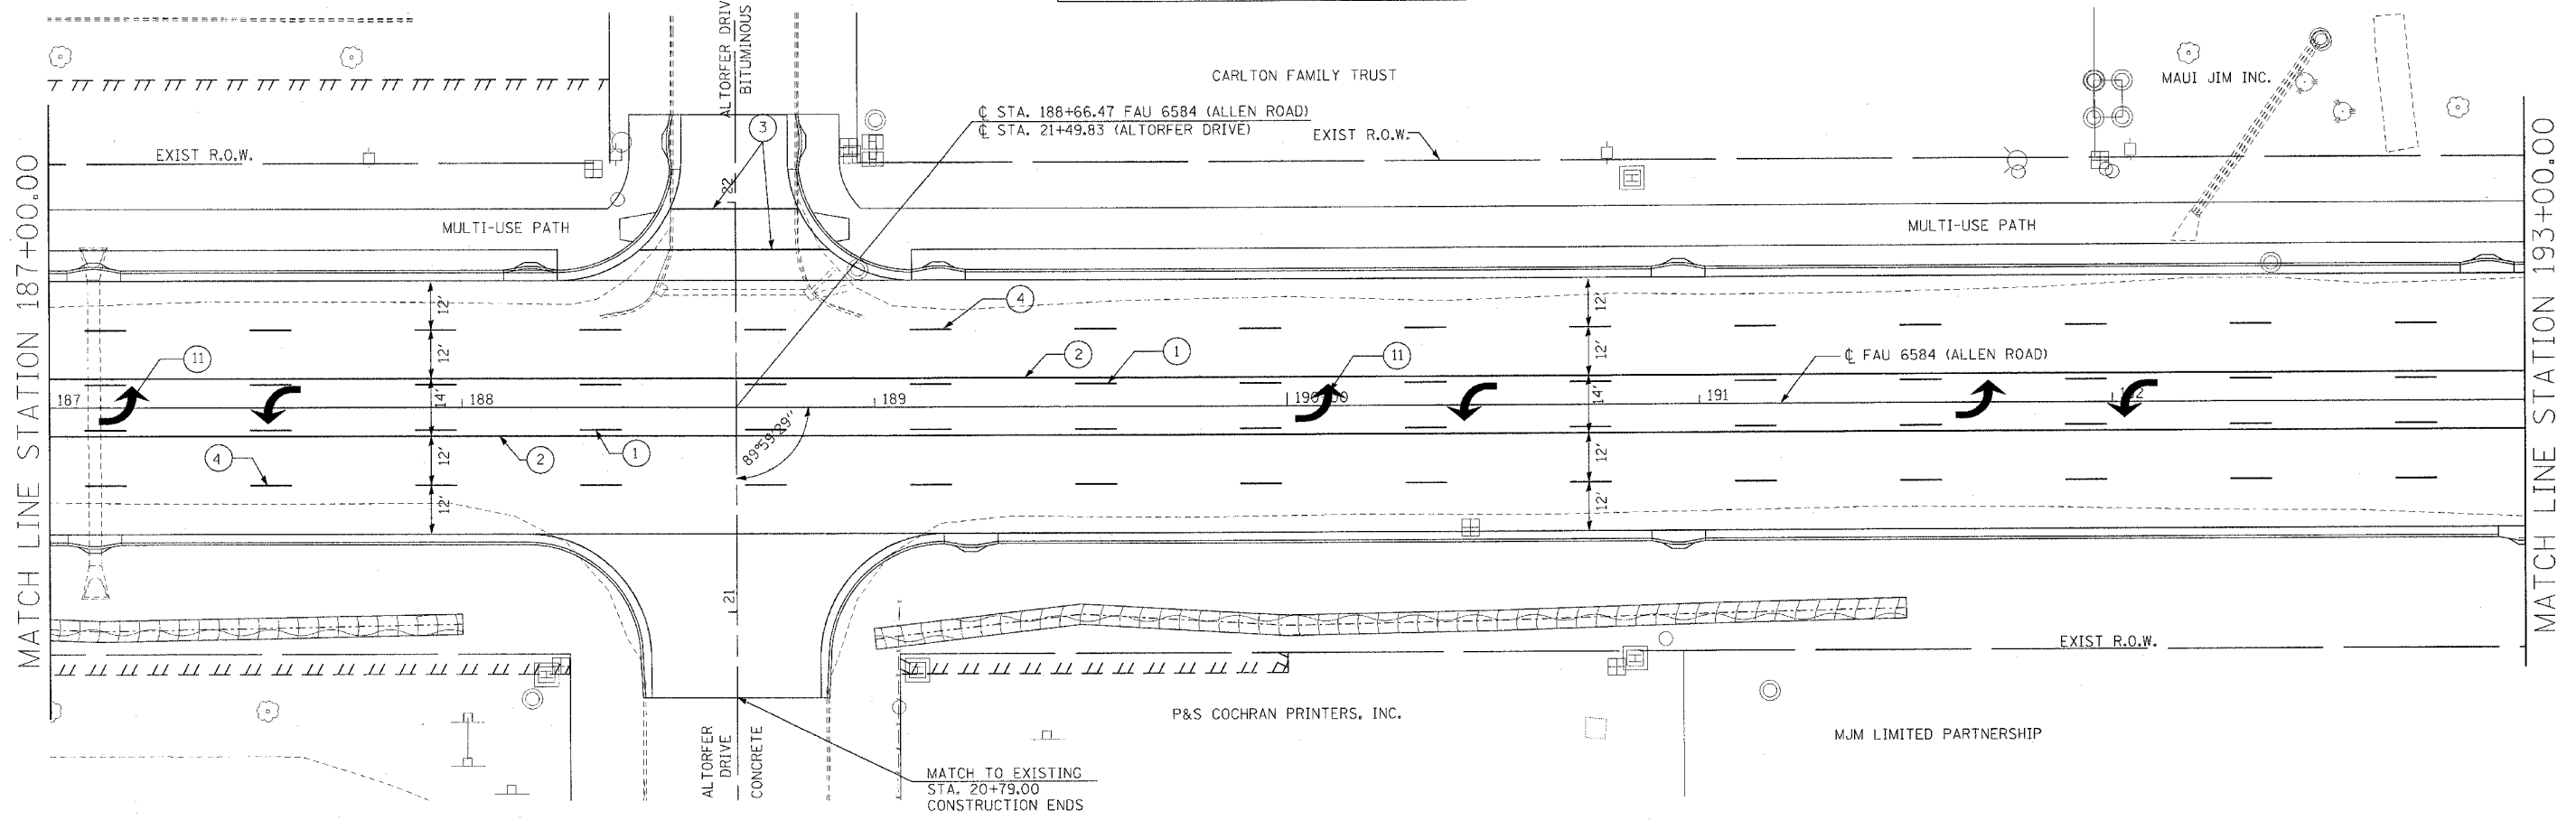 ALTORFER DRIV
BITUMINOUS
CARLTON FAMILY TRUST
MAUI JIM INC.
℄ STA. 188+66.47 FAU 6584 (ALLEN ROAD)
℄ STA. 21+49.83 (ALTORFER DRIVE)
EXIST R.O.W.
EXIST R.O.W.
3
22
MULTI-USE PATH
MULTI-USE PATH
MATCH LINE STATION 187+00.00
MATCH LINE STATION 193+00.00
12'
12'
4
12'
12'
11
2
1
11
℄ FAU 6584 (ALLEN ROAD)
187
14'
188
189
14'
191
89°59'29"
4
12'
2
1
12'
12'
12'
21
EXIST R.O.W.
P&S COCHRAN PRINTERS, INC.
MJM LIMITED PARTNERSHIP
ALTORFER
DRIVE
CONCRETE
MATCH TO EXISTING
STA. 20+79.00
CONSTRUCTION ENDS